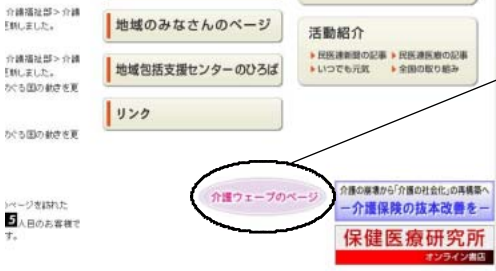 介護福祉部>介護
更新しました。
介護福祉部>介護
更新しました。
めぐる国の動きを更
めぐる国の動きを更
ページを訪れた
5人目のお客様で
す。
地域のみなさんのページ
地域包括支援センターのひろば
リンク
活動紹介
民医連新聞の記事 民医連医療の記事
いつでも元気 全国の取り組み
介護ウェーブのページ
介護の崩壊から「介護の社会化」の再構築へ
－介護保険の抜本改善を－
保健医療研究所
オンライン書店